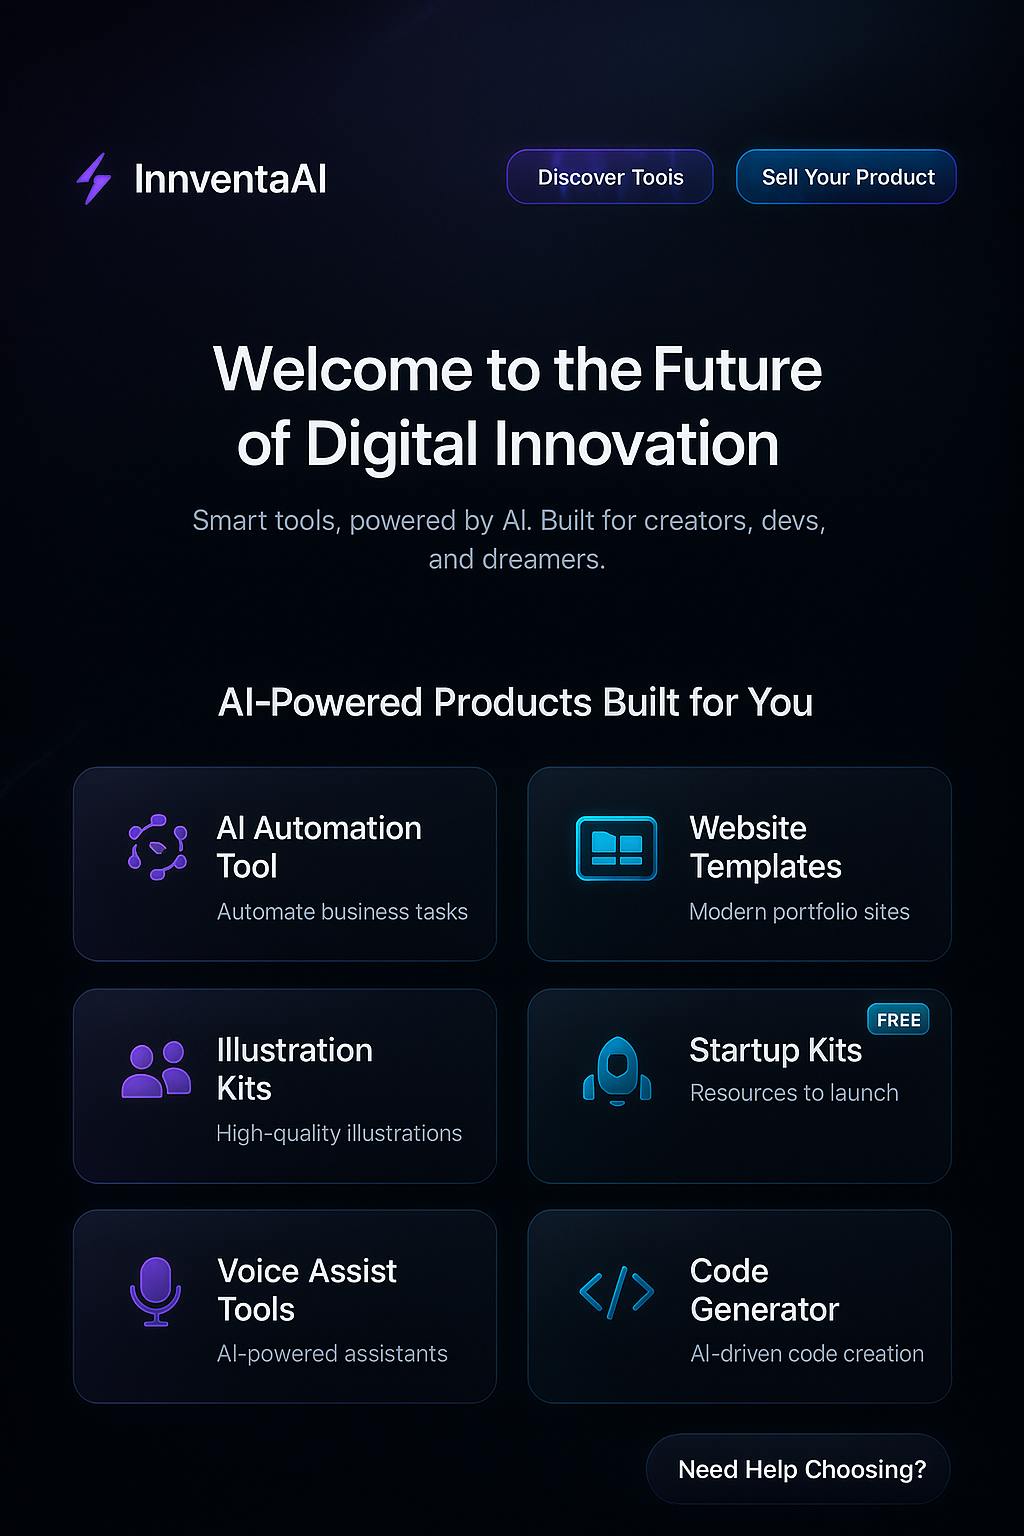 InnventaAI
Discover Toois
Sell Your Product
Welcome to the Future
of Digital Innovation
Smart tools, powered by AI. Built for creators, devs,
and dreamers.
AI-Powered Products Built for You
AI Automation
Tool
Automate business tasks
Website
Templates
Modern portfolio sites
Illustration
Kits
High-quality illustrations
FREE
Startup Kits
Resources to launch
Voice Assist
Tools
AI-powered assistants
Code
Generator
AI-driven code creation
Need Help Choosing?